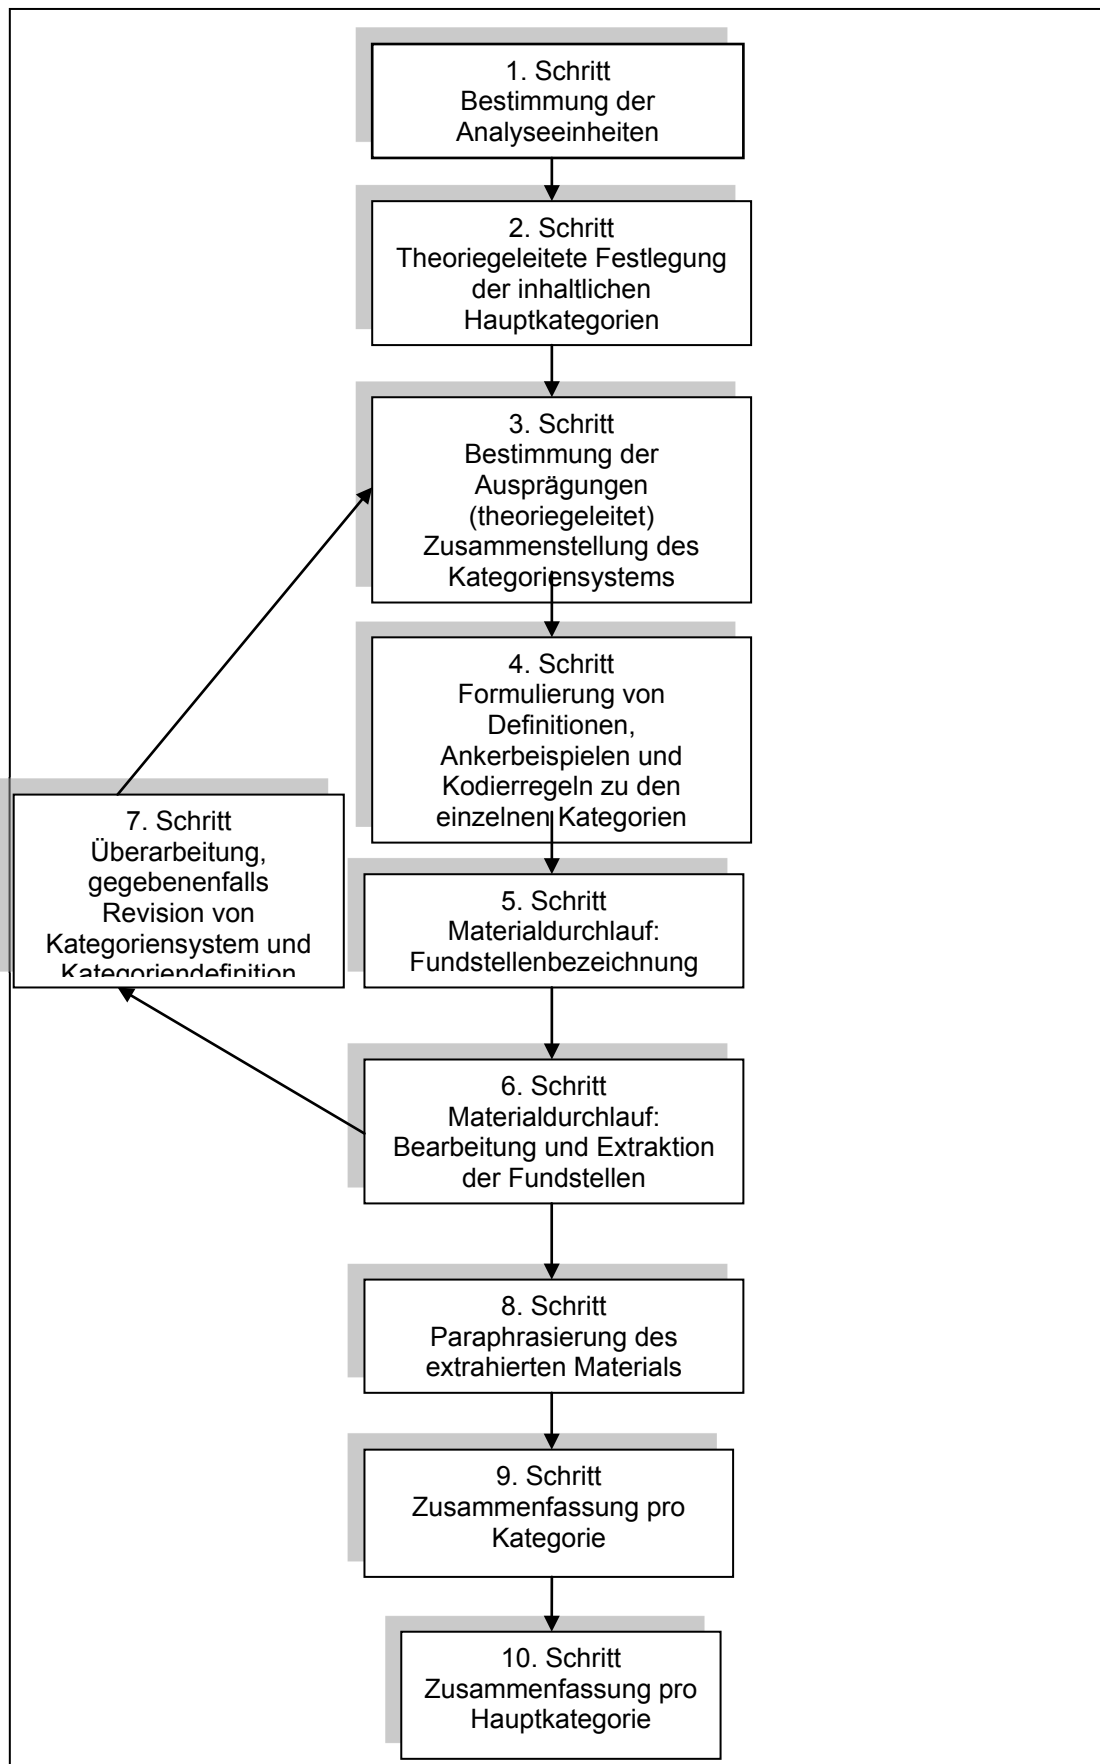 1. Schritt
Bestimmung der
Analyseeinheiten
2. Schritt
Theoriegeleitete Festlegung
der inhaltlichen
Hauptkategorien
3. Schritt
Bestimmung der
Ausprägungen
(theoriegeleitet)
Zusammenstellung des
Kategoriensystems
4. Schritt
Formulierung von
Definitionen,
Ankerbeispielen und
Kodierregeln zu den
einzelnen Kategorien
7. Schritt
Überarbeitung,
gegebenenfalls
Revision von
Kategoriensystem und
Kategoriendefinition
5. Schritt
Materialdurchlauf:
Fundstellenbezeichnung
6. Schritt
Materialdurchlauf:
Bearbeitung und Extraktion
der Fundstellen
8. Schritt
Paraphrasierung des
extrahierten Materials
9. Schritt
Zusammenfassung pro
Kategorie
10. Schritt
Zusammenfassung pro
Hauptkategorie